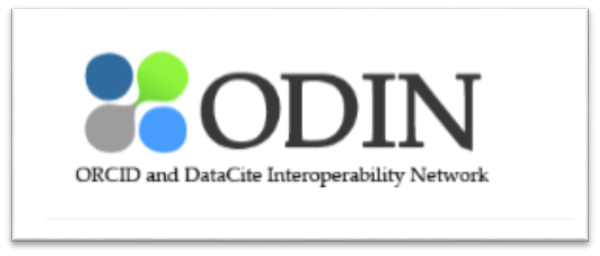 ODIN
ORCID and DataCite Interoperability Network